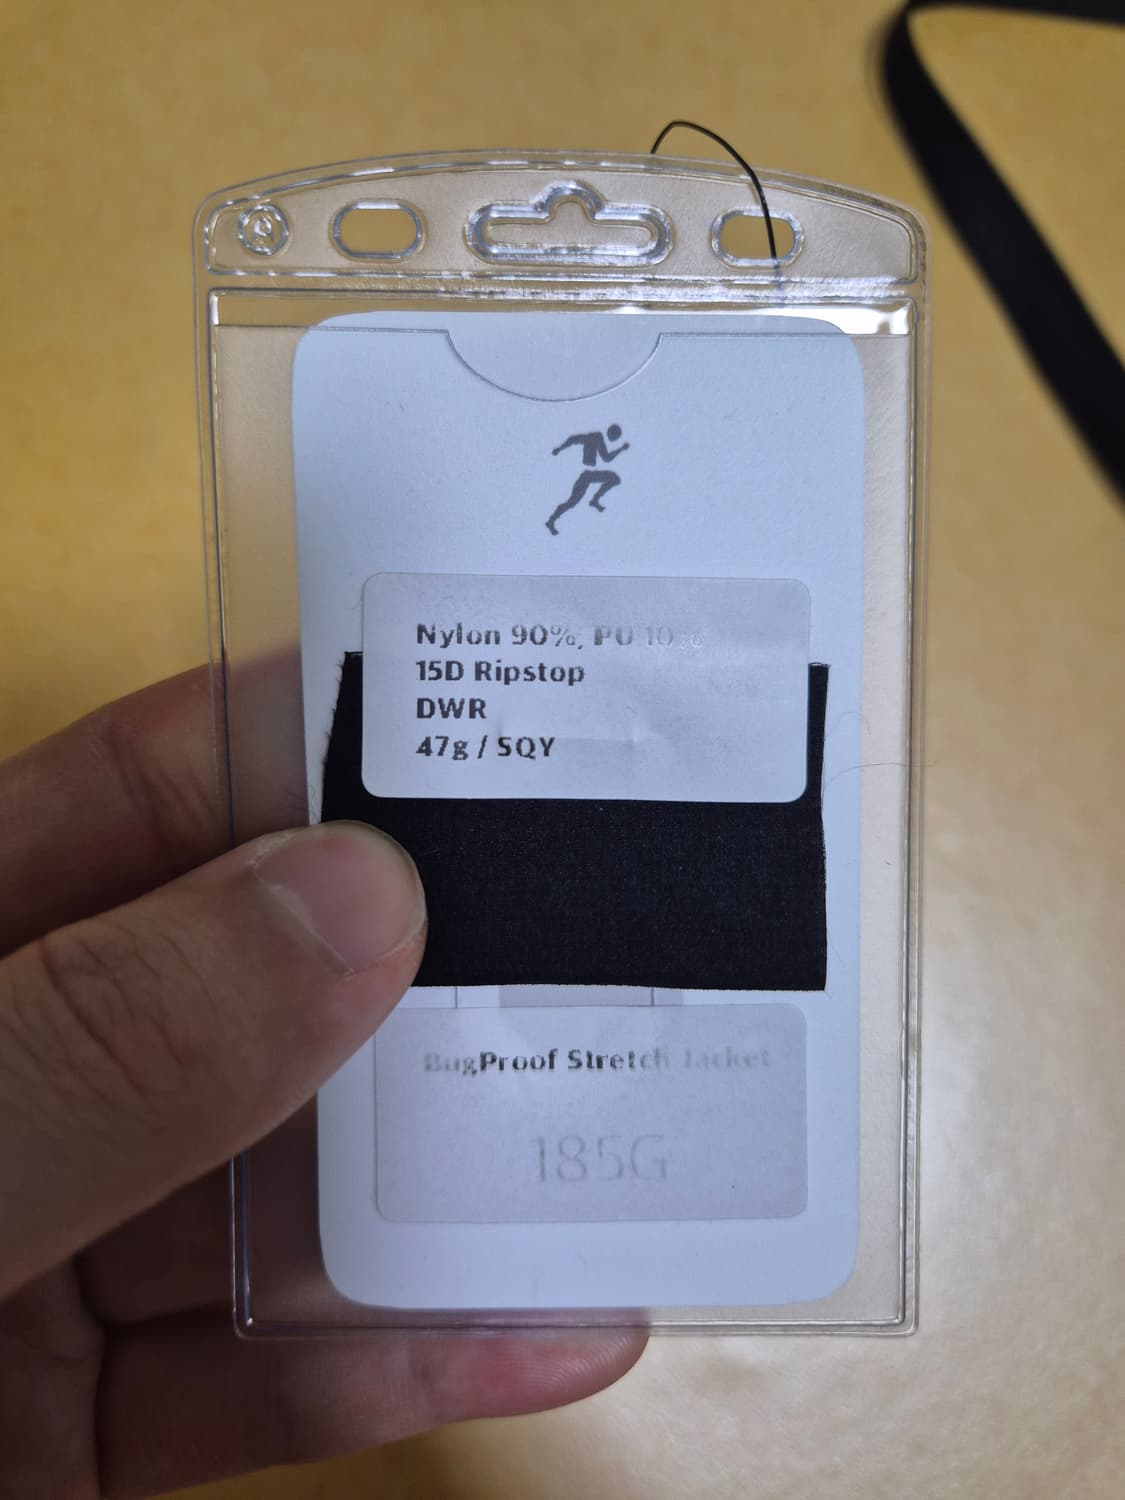 Nylon 90%, PU 10%
15D Ripstop
DWR
47g / SQY
BugProof Stretch Jacket
185G